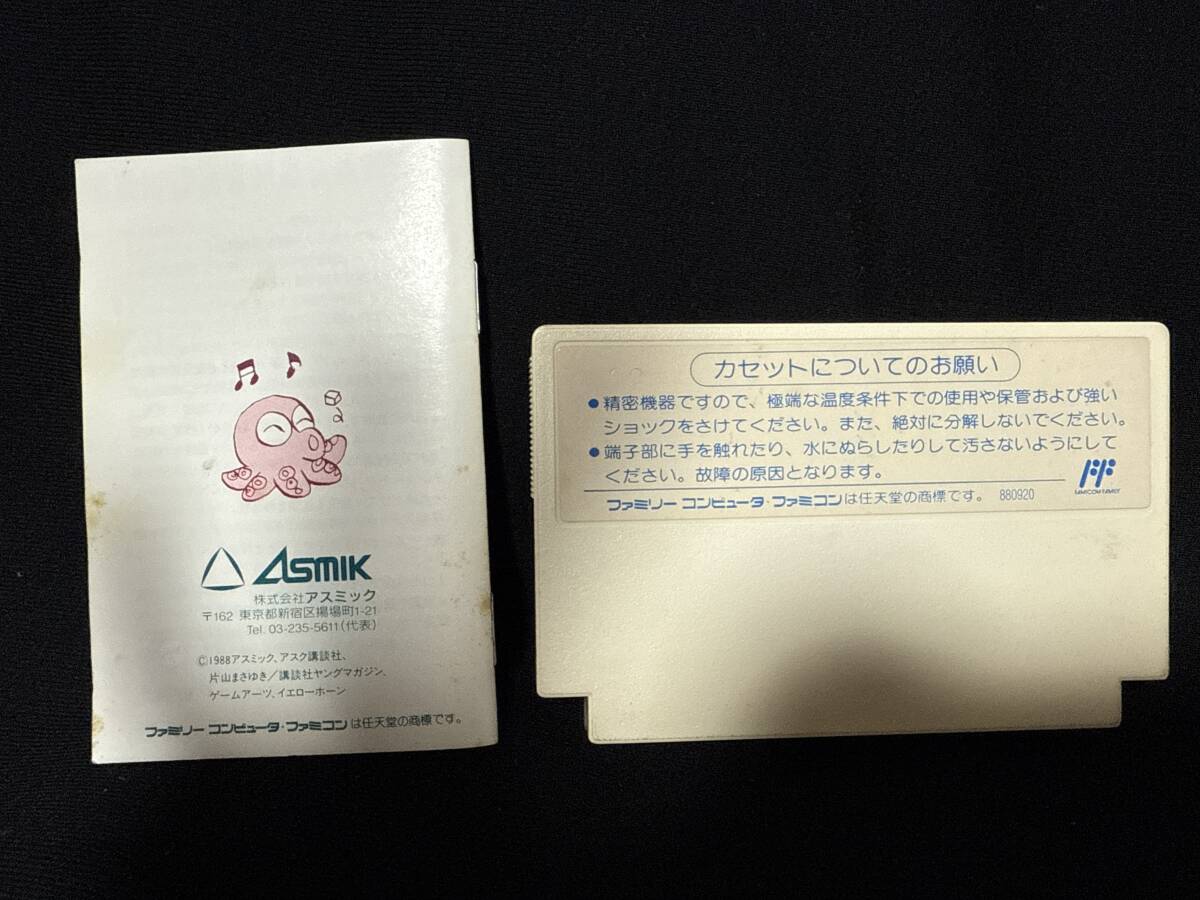 ASMIK
株式会社アスミック
〒162 東京都新宿区揚場町1-21
Tel. 03-235-5611(代表)
©1988アスミック、アスク講談社、
片山まさゆき／講談社ヤングマガジン、
ゲームアーツ、イエローホーン
ファミリー コンピュータ・ファミコンは任天堂の商標です。
カセットについてのお願い
●精密機器ですので、極端な温度条件下での使用や保管および強い
ショックをさけてください。また、絶対に分解しないでください。
●端子部に手を触れたり、水にぬらしたりして汚さないようにして
ください。故障の原因となります。
FF
FAMICOM FAMILY
ファミリー コンピュータ・ファミコンは任天堂の商標です。 880920